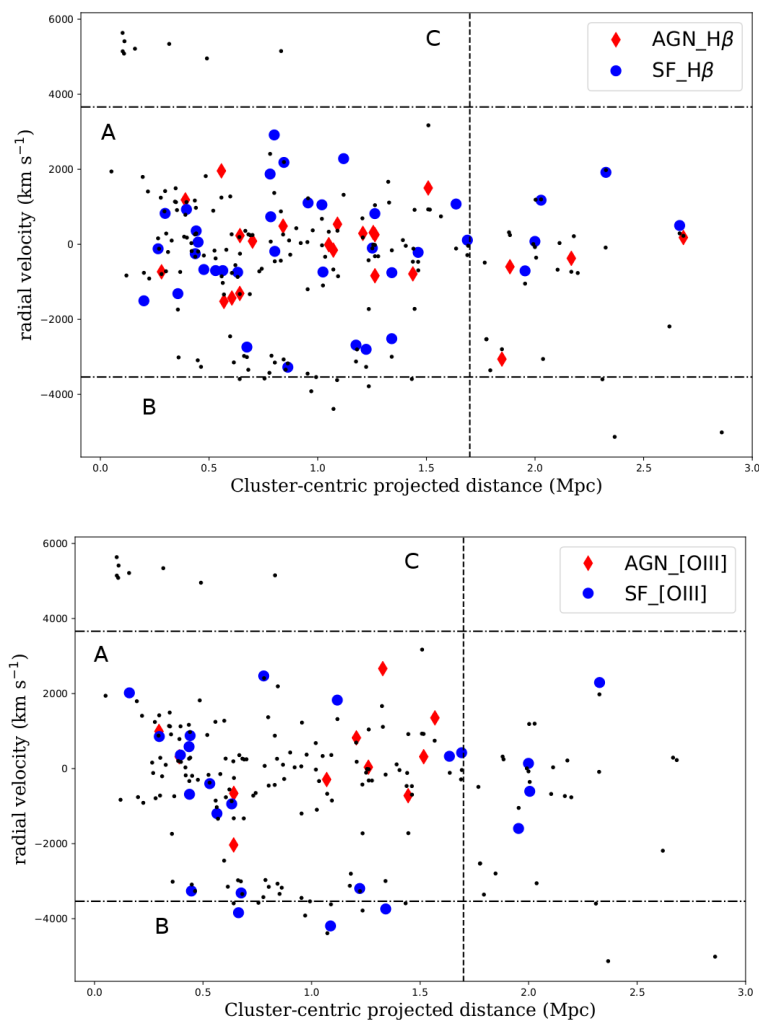 C
AGN_Hβ
SF_Hβ
A
B
6000
4000
2000
0
−2000
−4000
radial velocity (km s⁻¹)
0.0 0.5 1.0 1.5 2.0 2.5 3.0
Cluster-centric projected distance (Mpc)
C
AGN_[OIII]
SF_[OIII]
A
B
6000
4000
2000
0
−2000
−4000
radial velocity (km s⁻¹)
0.0 0.5 1.0 1.5 2.0 2.5 3.0
Cluster-centric projected distance (Mpc)